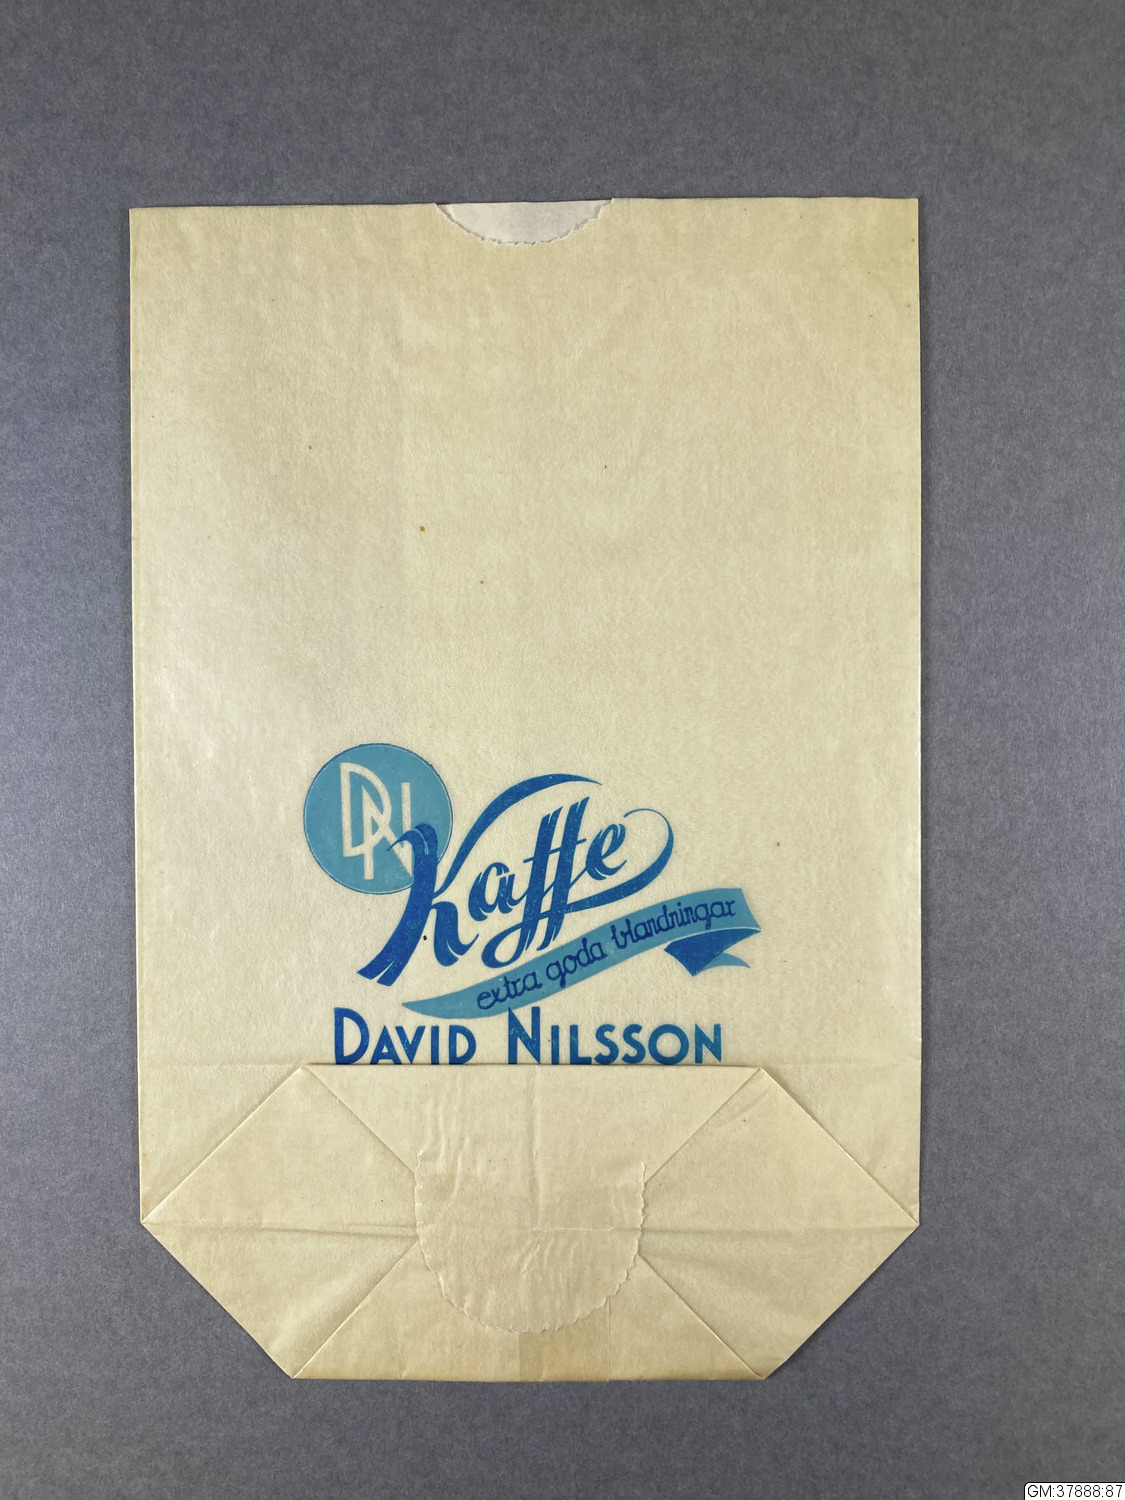 DN
Kaffe
extra goda blandningar
DAVID NILSSON
GM:37888:87